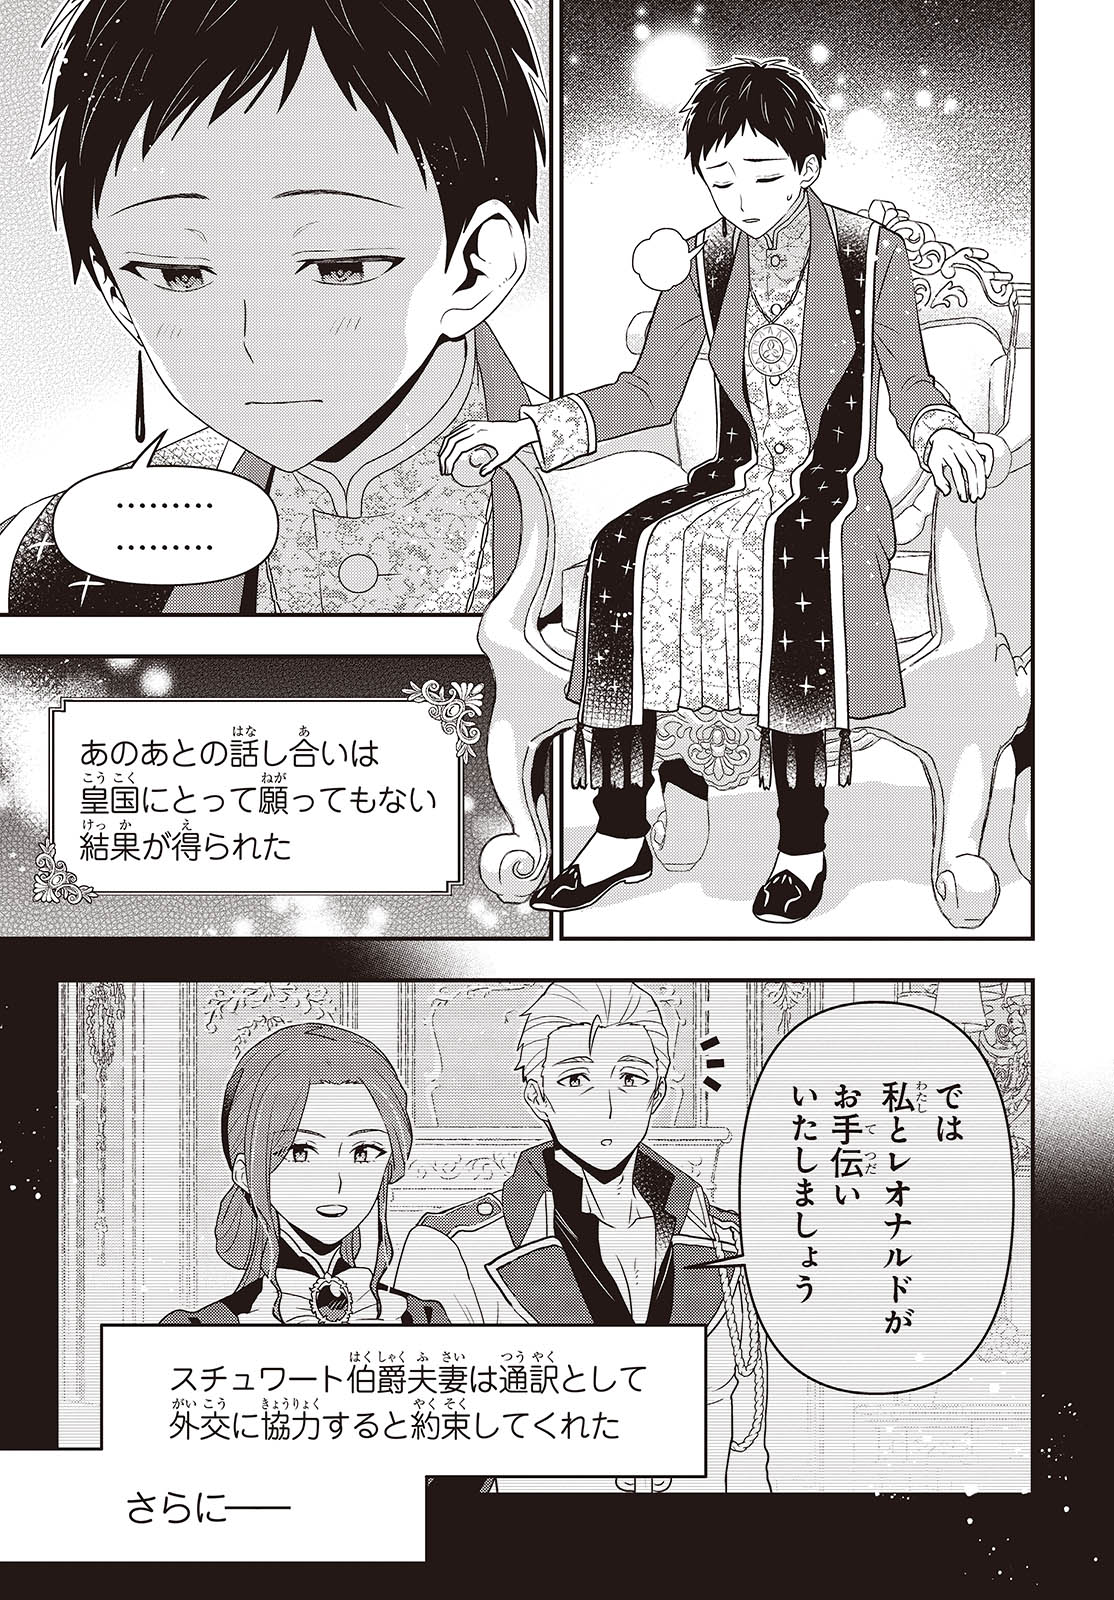 ………
………
あのあとの話し合いは
皇国にとって願ってもない
結果が得られた
では
私とレオナルドが
お手伝い
いたしましょう
スチュワート伯爵夫妻は通訳として
外交に協力すると約束してくれた
さらに――